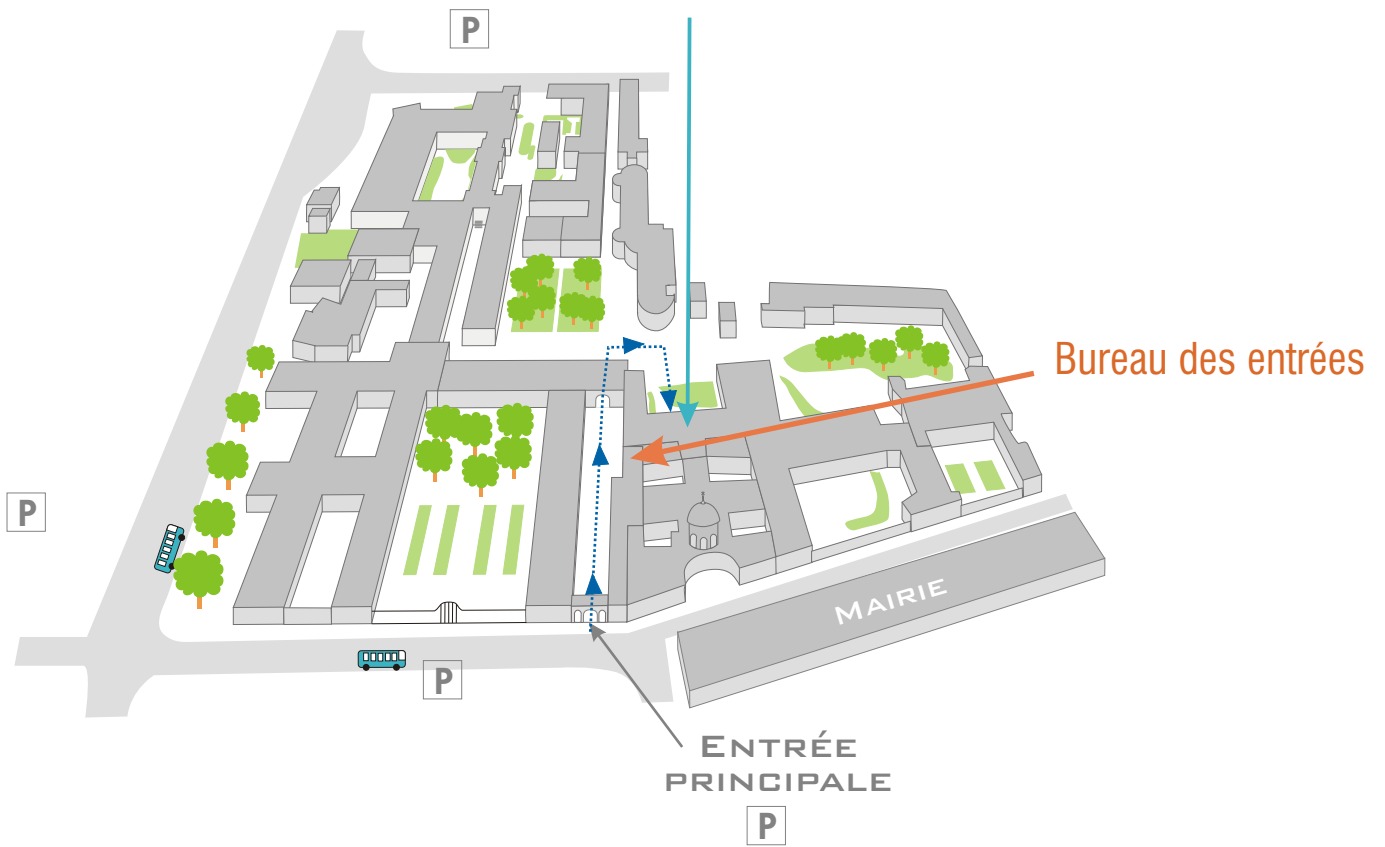 P
Bureau des entrées
P
MAIRIE
P
ENTRÉE
PRINCIPALE
P